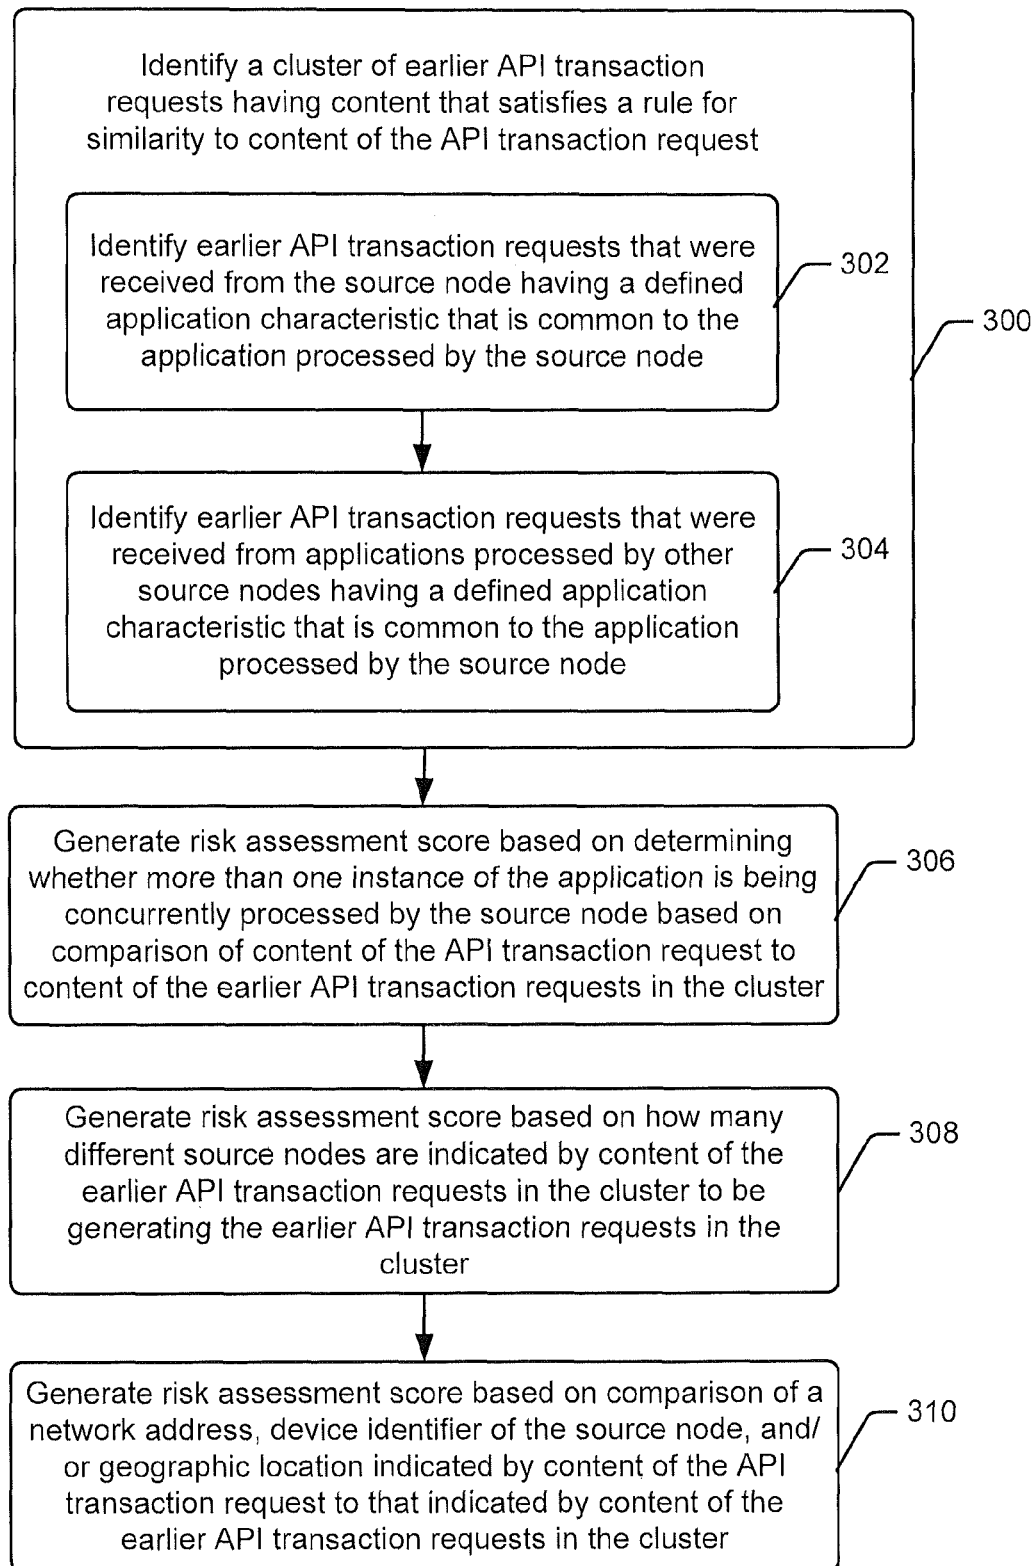 Identify a cluster of earlier API transaction
requests having content that satisfies a rule for
similarity to content of the API transaction request
Identify earlier API transaction requests that were
received from the source node having a defined
application characteristic that is common to the
application processed by the source node
302
300
Identify earlier API transaction requests that were
received from applications processed by other
source nodes having a defined application
characteristic that is common to the application
processed by the source node
304
Generate risk assessment score based on determining
whether more than one instance of the application is being
concurrently processed by the source node based on
comparison of content of the API transaction request to
content of the earlier API transaction requests in the cluster
306
Generate risk assessment score based on how many
different source nodes are indicated by content of the
earlier API transaction requests in the cluster to be
generating the earlier API transaction requests in the
cluster
308
Generate risk assessment score based on comparison of a
network address, device identifier of the source node, and/
or geographic location indicated by content of the API
transaction request to that indicated by content of the
earlier API transaction requests in the cluster
310